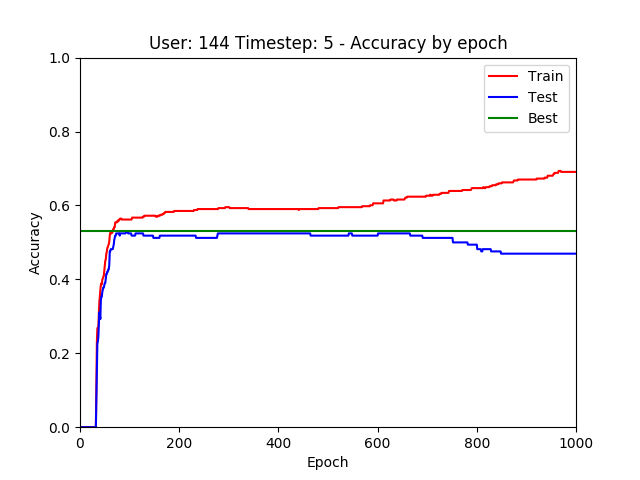 User: 144 Timestep: 5 - Accuracy by epoch
1.0
0.8
0.6
0.4
0.2
0.0
Accuracy
Train
Test
Best
0 200 400 600 800 1000
Epoch